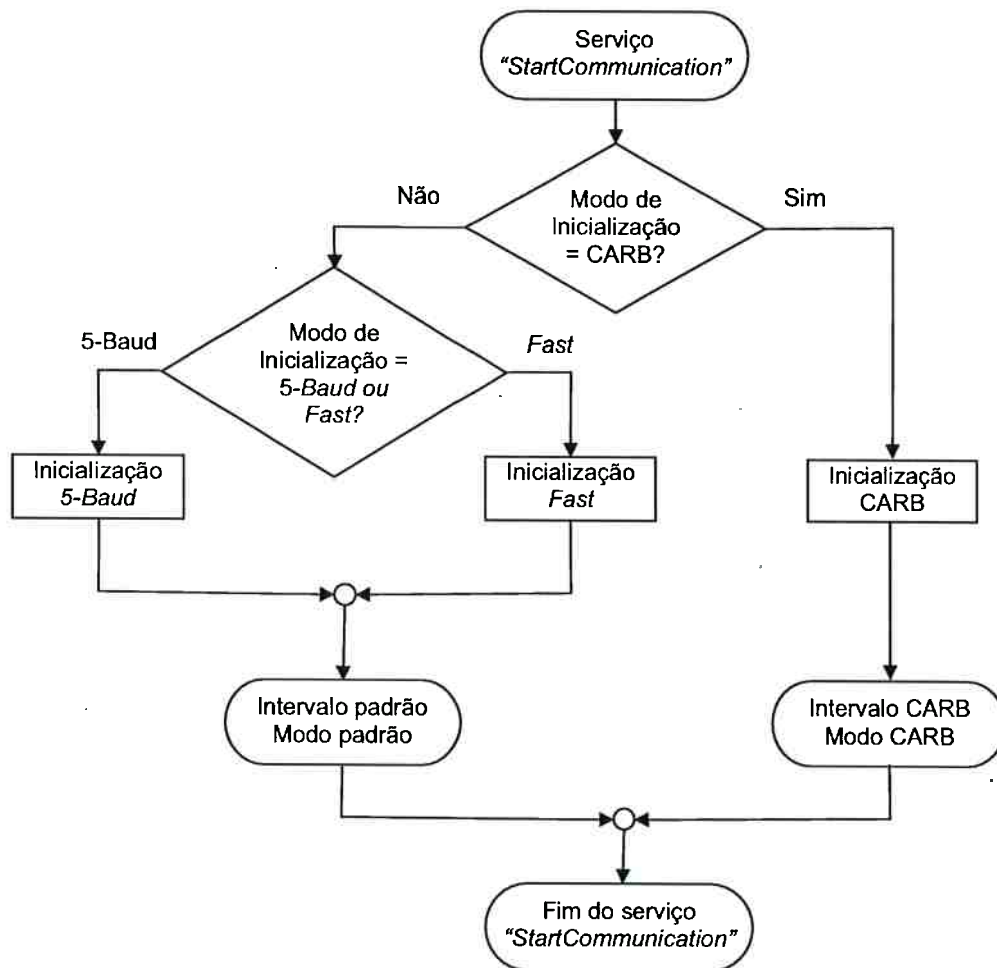 Serviço
“StartCommunication”
Não
Modo de
Inicialização
= CARB?
Sim
5-Baud
Modo de
Inicialização =
5-Baud ou
Fast?
Fast
Inicialização
5-Baud
Inicialização
Fast
Inicialização
CARB
Intervalo padrão
Modo padrão
Intervalo CARB
Modo CARB
Fim do serviço
“StartCommunication”